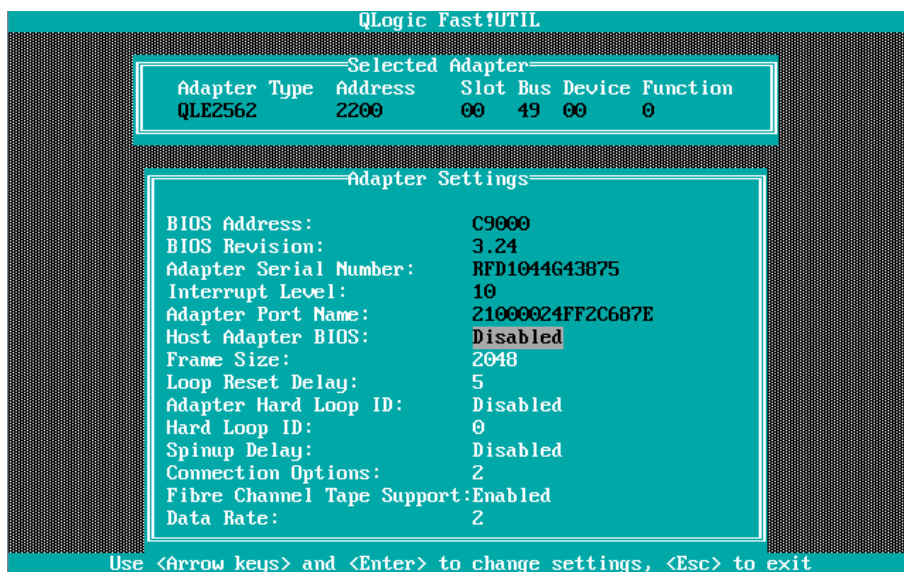 QLogic Fast!UTIL
Selected Adapter
Adapter Type Address Slot Bus Device Function
QLE2562 2200 00 49 00 0
Adapter Settings
BIOS Address: C9000
BIOS Revision: 3.24
Adapter Serial Number: RFD1044G43875
Interrupt Level: 10
Adapter Port Name: 21000024FF2C687E
Host Adapter BIOS: Disabled
Frame Size: 2048
Loop Reset Delay: 5
Adapter Hard Loop ID: Disabled
Hard Loop ID: 0
Spinup Delay: Disabled
Connection Options: 2
Fibre Channel Tape Support:Enabled
Data Rate: 2
Use <Arrow keys> and <Enter> to change settings, <Esc> to exit